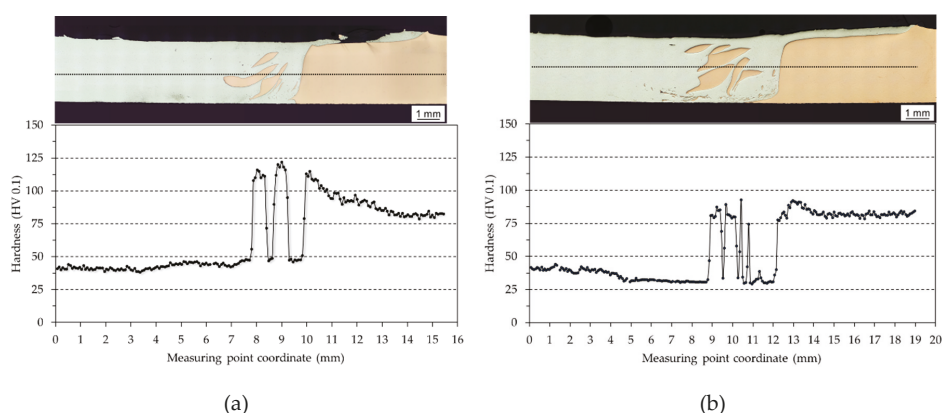 (a)
1 mm
150
125
100
75
50
25
0
Hardness (HV 0.1)
0 1 2 3 4 5 6 7 8 9 10 11 12 13 14 15 16
Measuring point coordinate (mm)
(b)
1 mm
150
125
100
75
50
25
0
Hardness (HV 0.1)
0 1 2 3 4 5 6 7 8 9 10 11 12 13 14 15 16 17 18 19 20
Measuring point coordinate (mm)
(a)
(b)